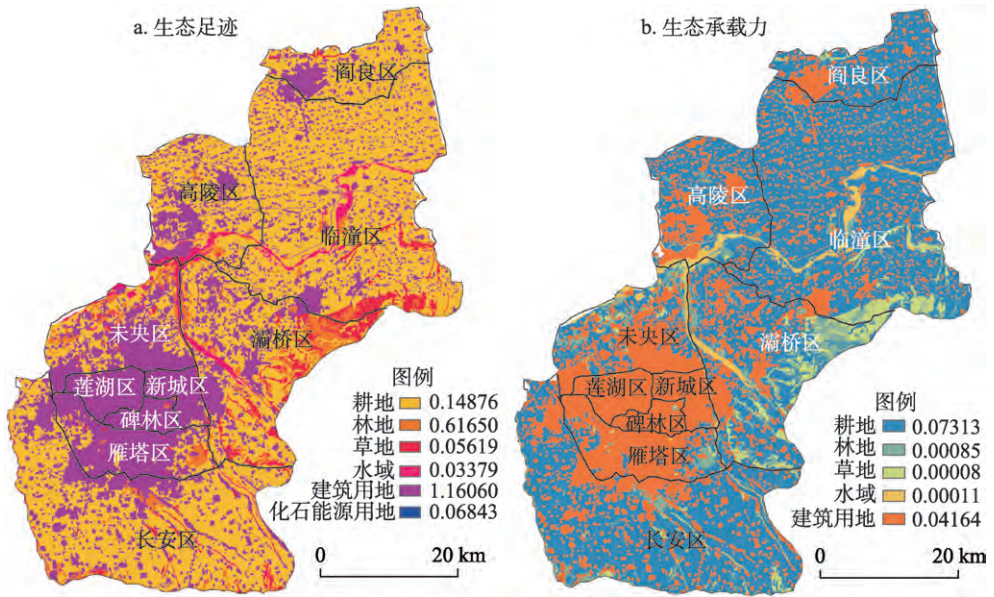 a. 生态足迹
阎良区
高陵区
临潼区
未央区
灞桥区
莲湖区
新城区
碑林区
雁塔区
长安区
图例
耕地 0.14876
林地 0.61650
草地 0.05619
水域 0.03379
建筑用地 1.16060
化石能源用地 0.06843
0 20 km
b. 生态承载力
阎良区
高陵区
临潼区
未央区
灞桥区
莲湖区
新城区
碑林区
雁塔区
长安区
图例
耕地 0.07313
林地 0.00085
草地 0.00008
水域 0.00011
建筑用地 0.04164
0 20 km